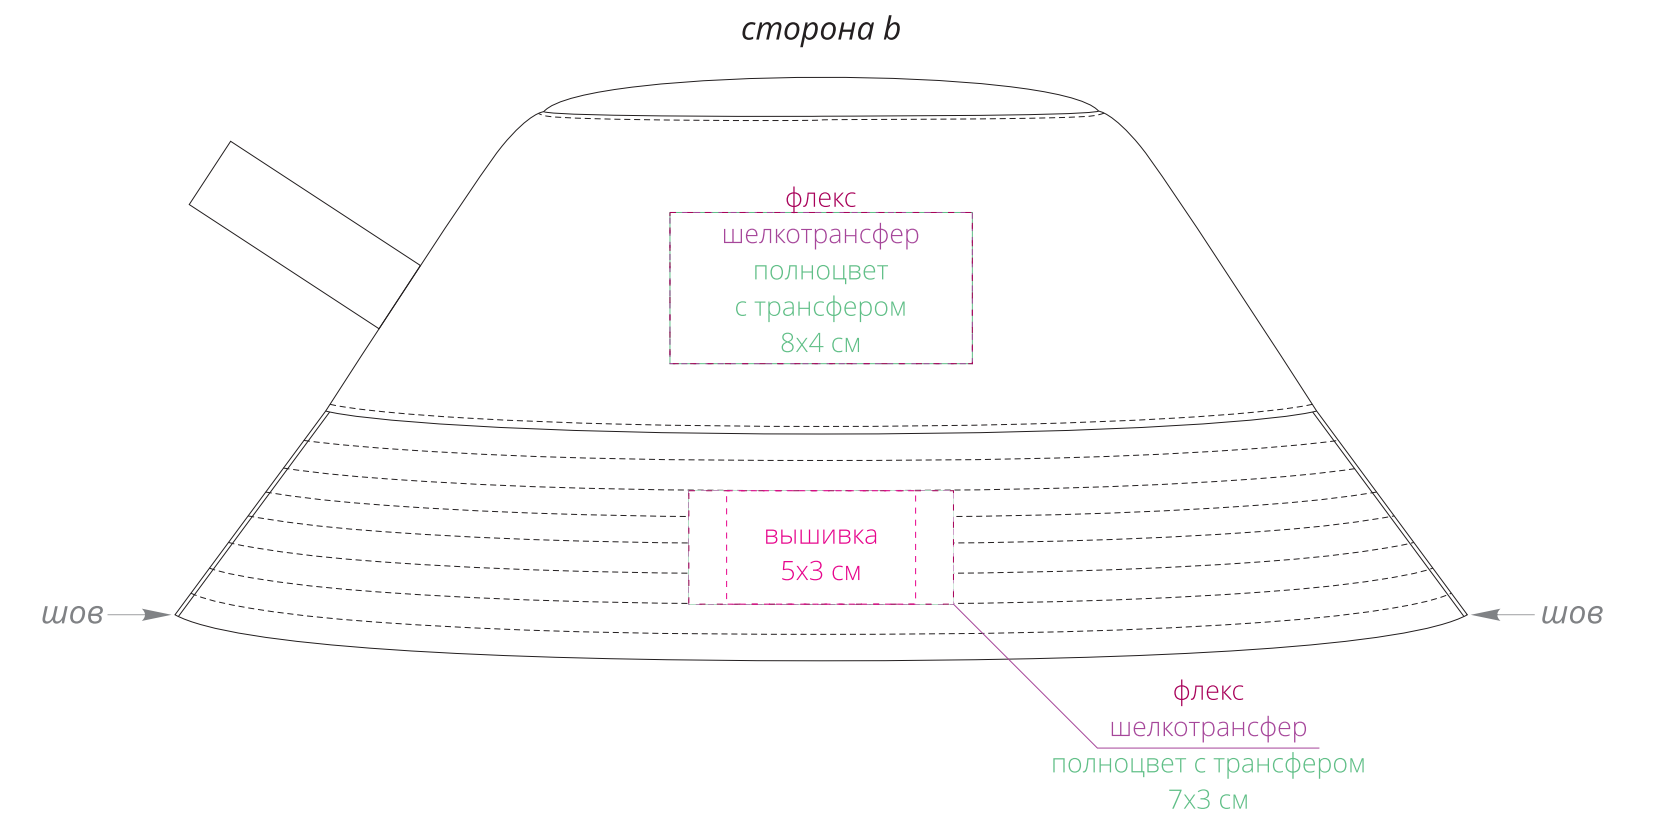 сторона b
флекс
шелкотрансфер
полноцвет
с трансфером
8х4 см
вышивка
5х3 см
шов
шов
флекс
шелкотрансфер
полноцвет с трансфером
7х3 см